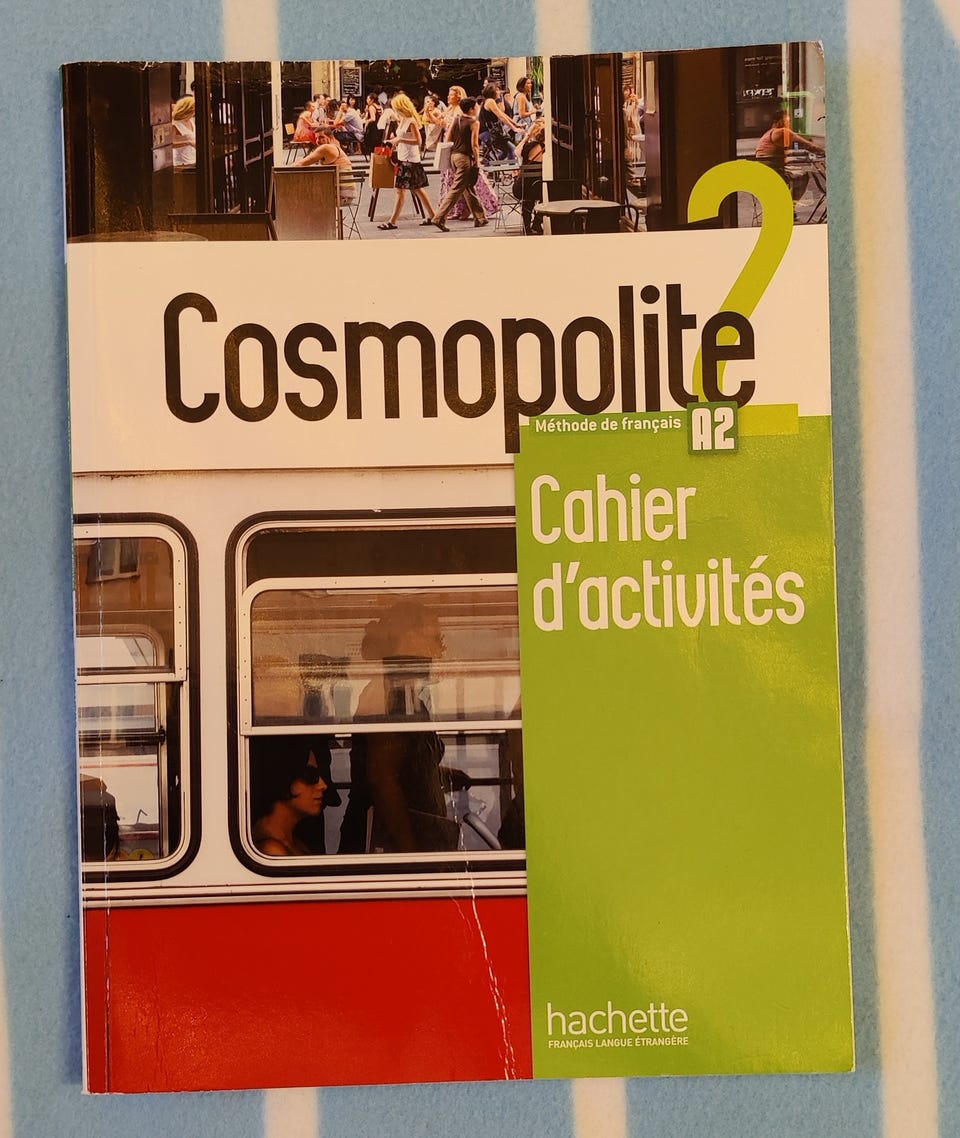 Cosmopolite 2
Méthode de français A2
Cahier
d'activités
hachette
FRANÇAIS LANGUE ÉTRANGÈRE